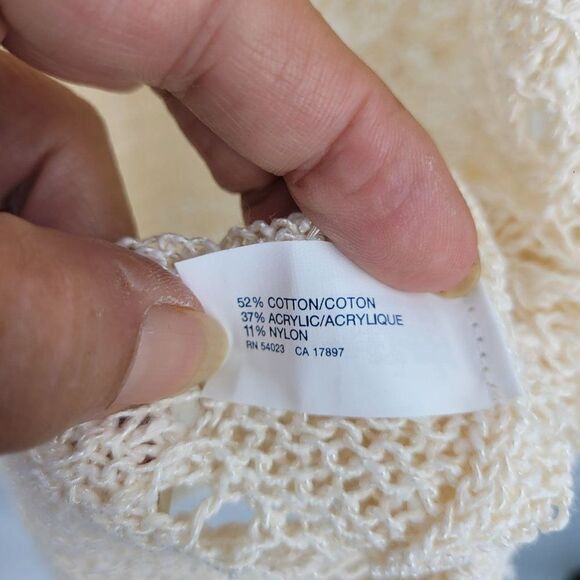 52% COTTON/COTON
37% ACRYLIC/ACRYLIQUE
11% NYLON
RN 54023 CA 17897